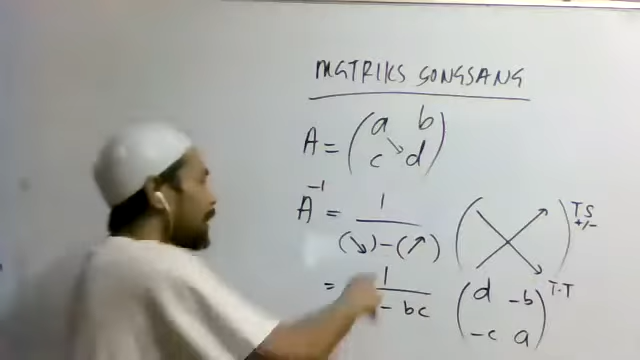 MATRIKS SONGSANG
A = ( a b
c d )
A⁻¹ = 1 / (↘) - (↗) ( ) TS +/-
T.T
= 1 / - bc ( d -b
-c a )